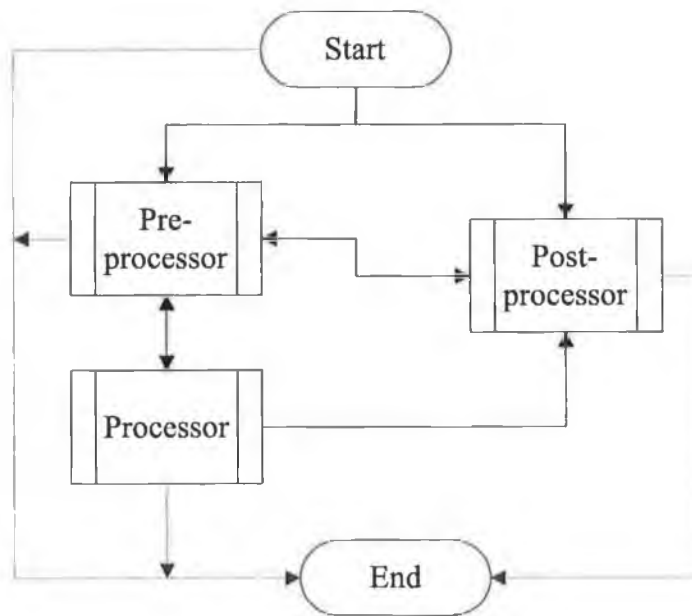 Start
Pre-
processor
Post-
processor
Processor
End